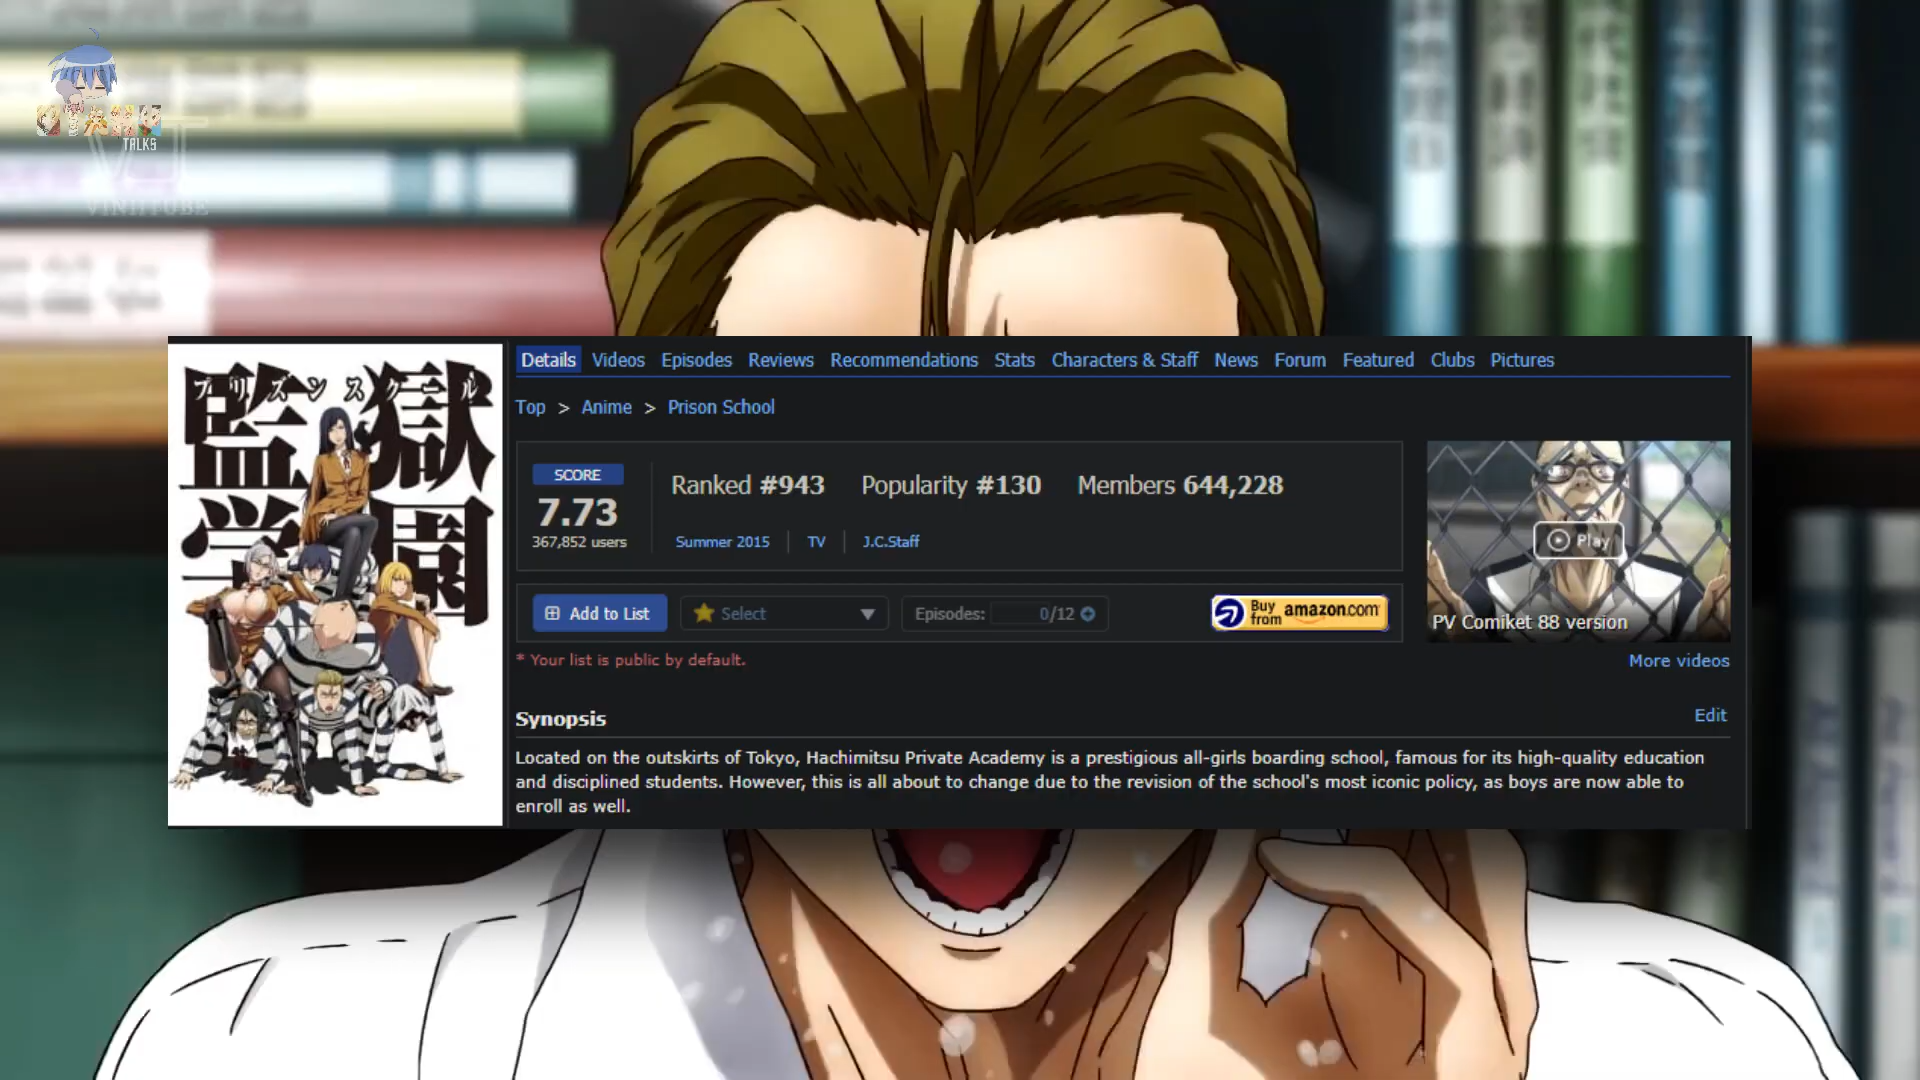 TALKS
VT
VINIITUBE
プリズンスクール
監獄
学園
Details Videos Episodes Reviews Recommendations Stats Characters & Staff News Forum Featured Clubs Pictures
Top > Anime > Prison School
SCORE
7.73
367,852 users
Ranked #943 Popularity #130 Members 644,228
Summer 2015 TV J.C.Staff
Add to List
Select
Episodes: 0/12
Buy from amazon.com
Play
PV Comiket 88 version
* Your list is public by default.
More videos
Synopsis
Edit
Located on the outskirts of Tokyo, Hachimitsu Private Academy is a prestigious all-girls boarding school, famous for its high-quality education
and disciplined students. However, this is all about to change due to the revision of the school's most iconic policy, as boys are now able to
enroll as well.